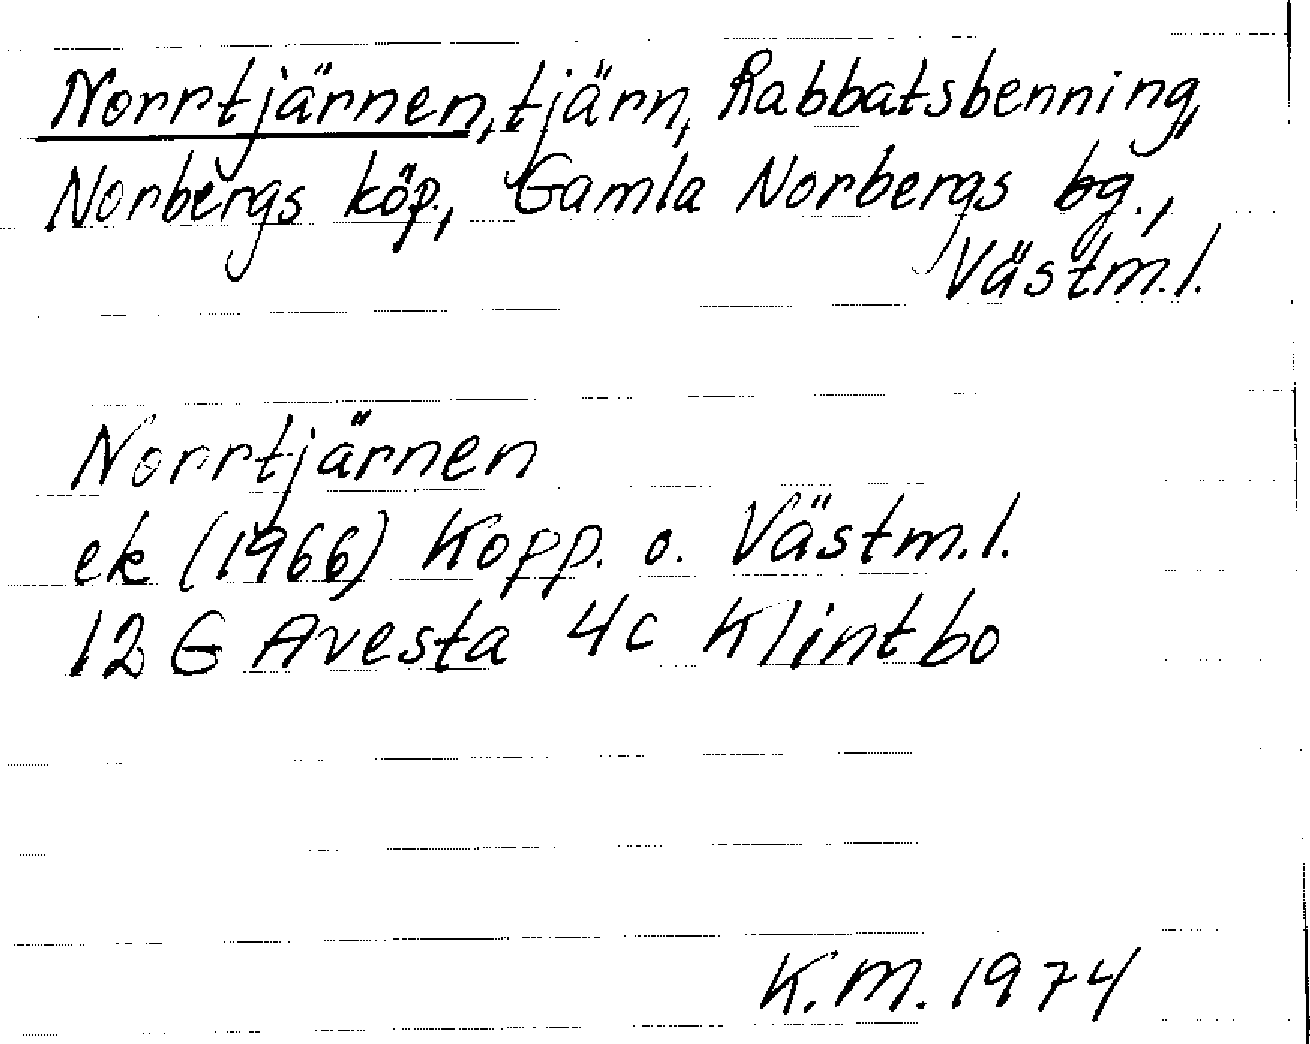 Norrtjärnen, tjärn, Rabbatsbenning,
Norbergs köp., Gamla Norbergs bg.,
Västm.l.
Norrtjärnen
ek (1966) Kopp. o. Västm.l.
12 G Avesta 4c Klintbo
K.M. 1974